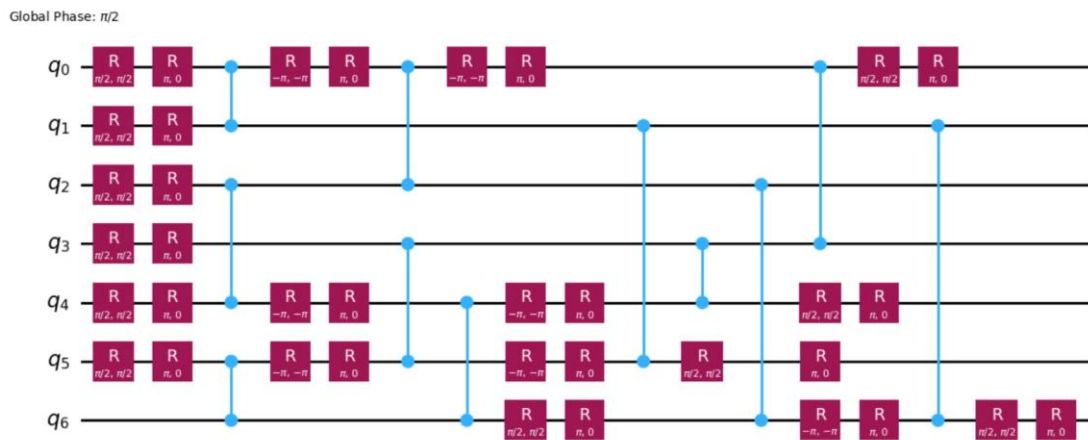 Global Phase: π/2
q0 R π/2, π/2 R π, 0 R −π, −π R π, 0 R −π, −π R π, 0 R π/2, π/2 R π, 0
q1 R π/2, π/2 R π, 0
q2 R π/2, π/2 R π, 0
q3 R π/2, π/2 R π, 0
q4 R π/2, π/2 R π, 0 R −π, −π R π, 0 R −π, −π R π, 0 R π/2, π/2 R π, 0
q5 R π/2, π/2 R π, 0 R −π, −π R π, 0 R −π, −π R π, 0 R π/2, π/2 R π, 0
q6 R π/2, π/2 R π, 0 R −π, −π R π, 0 R π/2, π/2 R π, 0